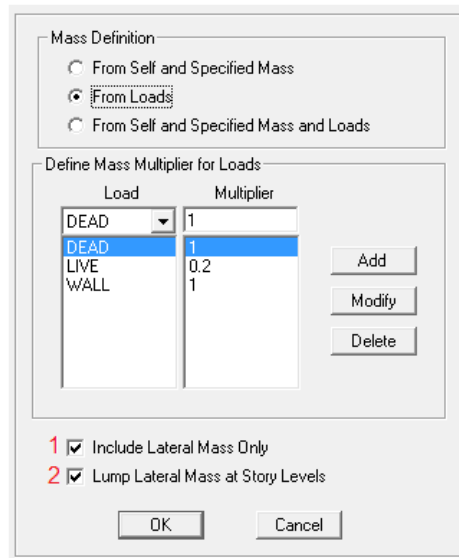 Mass Definition
From Self and Specified Mass
From Loads
From Self and Specified Mass and Loads
Define Mass Multiplier for Loads
Load Multiplier
DEAD 1
DEAD 1
LIVE 0.2
WALL 1
Add
Modify
Delete
1 Include Lateral Mass Only
2 Lump Lateral Mass at Story Levels
OK Cancel